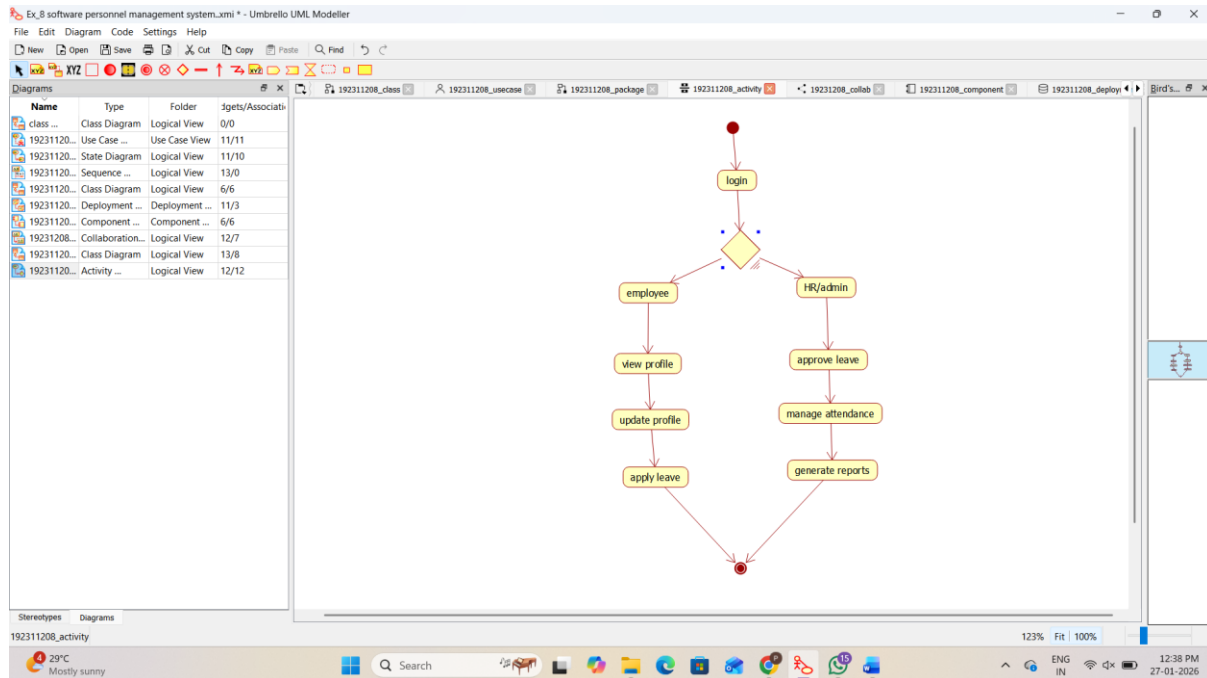 Ex_8 software personnel management system..xmi * - Umbrello UML Modeller
File Edit Diagram Code Settings Help
New Open Save Cut Copy Paste Find
XYZ
Diagrams
Name Type Folder :dgets/Associati
class ... Class Diagram Logical View 0/0
19231120... Use Case ... Use Case View 11/11
19231120... State Diagram Logical View 11/10
19231120... Sequence ... Logical View 13/0
19231120... Class Diagram Logical View 6/6
19231120... Deployment ... Deployment ... 11/3
19231120... Component ... Component ... 6/6
19231208... Collaboration... Logical View 12/7
19231120... Class Diagram Logical View 13/8
19231120... Activity ... Logical View 12/12
192311208_class 192311208_usecase 192311208_package 192311208_activity 19231208_collab 192311208_component 192311208_deploy
Bird's...
login
employee
HR/admin
view profile
approve leave
update profile
manage attendance
apply leave
generate reports
Stereotypes Diagrams
192311208_activity
123% Fit 100%
4
29°C
Mostly sunny
Search
P
15
ENG
IN
12:38 PM
27-01-2026